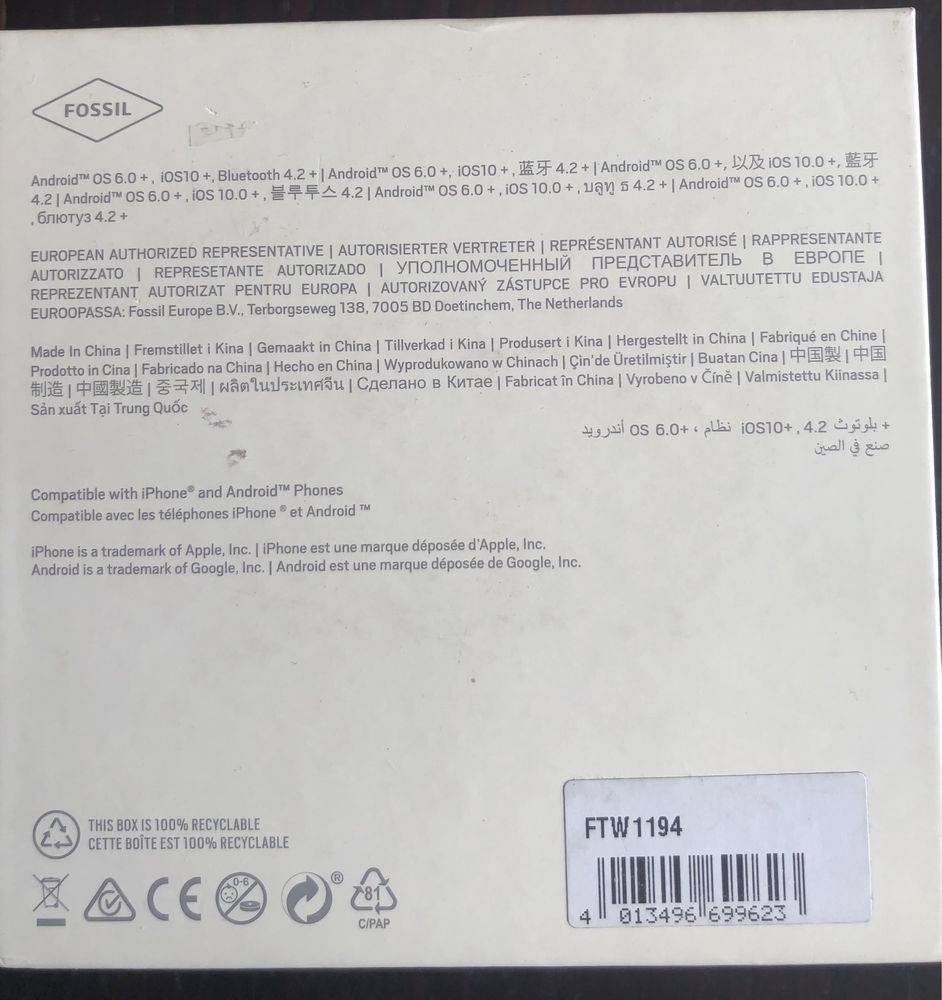 FOSSIL
Android™ OS 6.0 + , iOS10 +, Bluetooth 4.2 + | Android™ OS 6.0 +, iOS10 + , 蓝牙 4.2 + | Android™ OS 6.0 +, 以及 iOS 10.0 +, 藍牙
4.2 | Android™ OS 6.0 + , iOS 10.0 + , 블루투스 4.2 | Android™ OS 6.0 + , iOS 10.0 + , บลูทู ธ 4.2 + | Android™ OS 6.0 + , iOS 10.0 +
, блютуз 4.2 +
EUROPEAN AUTHORIZED REPRESENTATIVE | AUTORISIERTER VERTRETER | REPRÉSENTANT AUTORISÉ | RAPPRESENTANTE
AUTORIZZATO | REPRESETANTE AUTORIZADO | УПОЛНОМОЧЕННЫЙ ПРЕДСТАВИТЕЛЬ В ЕВРОПЕ |
REPREZENTANT AUTORIZAT PENTRU EUROPA | AUTORIZOVANÝ ZÁSTUPCE PRO EVROPU | VALTUUTETTU EDUSTAJA
EUROOPASSA: Fossil Europe B.V., Terborgseweg 138, 7005 BD Doetinchem, The Netherlands
Made In China | Fremstillet i Kina | Gemaakt in China | Tillverkad i Kina | Produsert i Kina | Hergestellt in China | Fabriqué en Chine |
Prodotto in Cina | Fabricado na China | Hecho en China | Wyprodukowano w Chinach | Çin'de Üretilmiştir | Buatan Cina | 中国製 | 中国
制造 | 中國製造 | 중국제 | ผลิตในประเทศจีน | Сделано в Китае | Fabricat în China | Vyrobeno v Číně | Valmistettu Kiinassa |
Sản xuất Tại Trung Quốc
+ بلوتوث 4.2 , +iOS10 نظام ، +OS 6.0 أندرويد
صنع في الصين
Compatible with iPhone® and Android™ Phones
Compatible avec les téléphones iPhone ® et Android ™
iPhone is a trademark of Apple, Inc. | iPhone est une marque déposée d'Apple, Inc.
Android is a trademark of Google, Inc. | Android est une marque déposée de Google, Inc.
THIS BOX IS 100% RECYCLABLE
CETTE BOÎTE EST 100% RECYCLABLE
CE
0-6
®
81
C/PAP
FTW1194
4 013496 699623